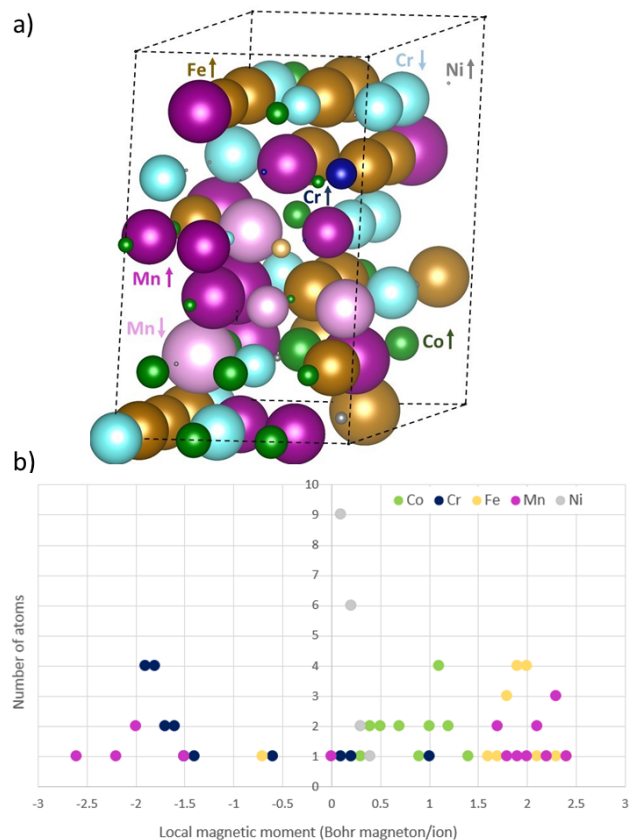 a)
Fe↑
Cr↓
Ni↑
Cr↑
Mn↑
Mn↓
Co↑
b)
10
9
8
7
6
5
4
3
2
1
0
Co Cr Fe Mn Ni
Number of atoms
-3 -2.5 -2 -1.5 -1 -0.5 0 0.5 1 1.5 2 2.5 3
Local magnetic moment (Bohr magneton/ion)